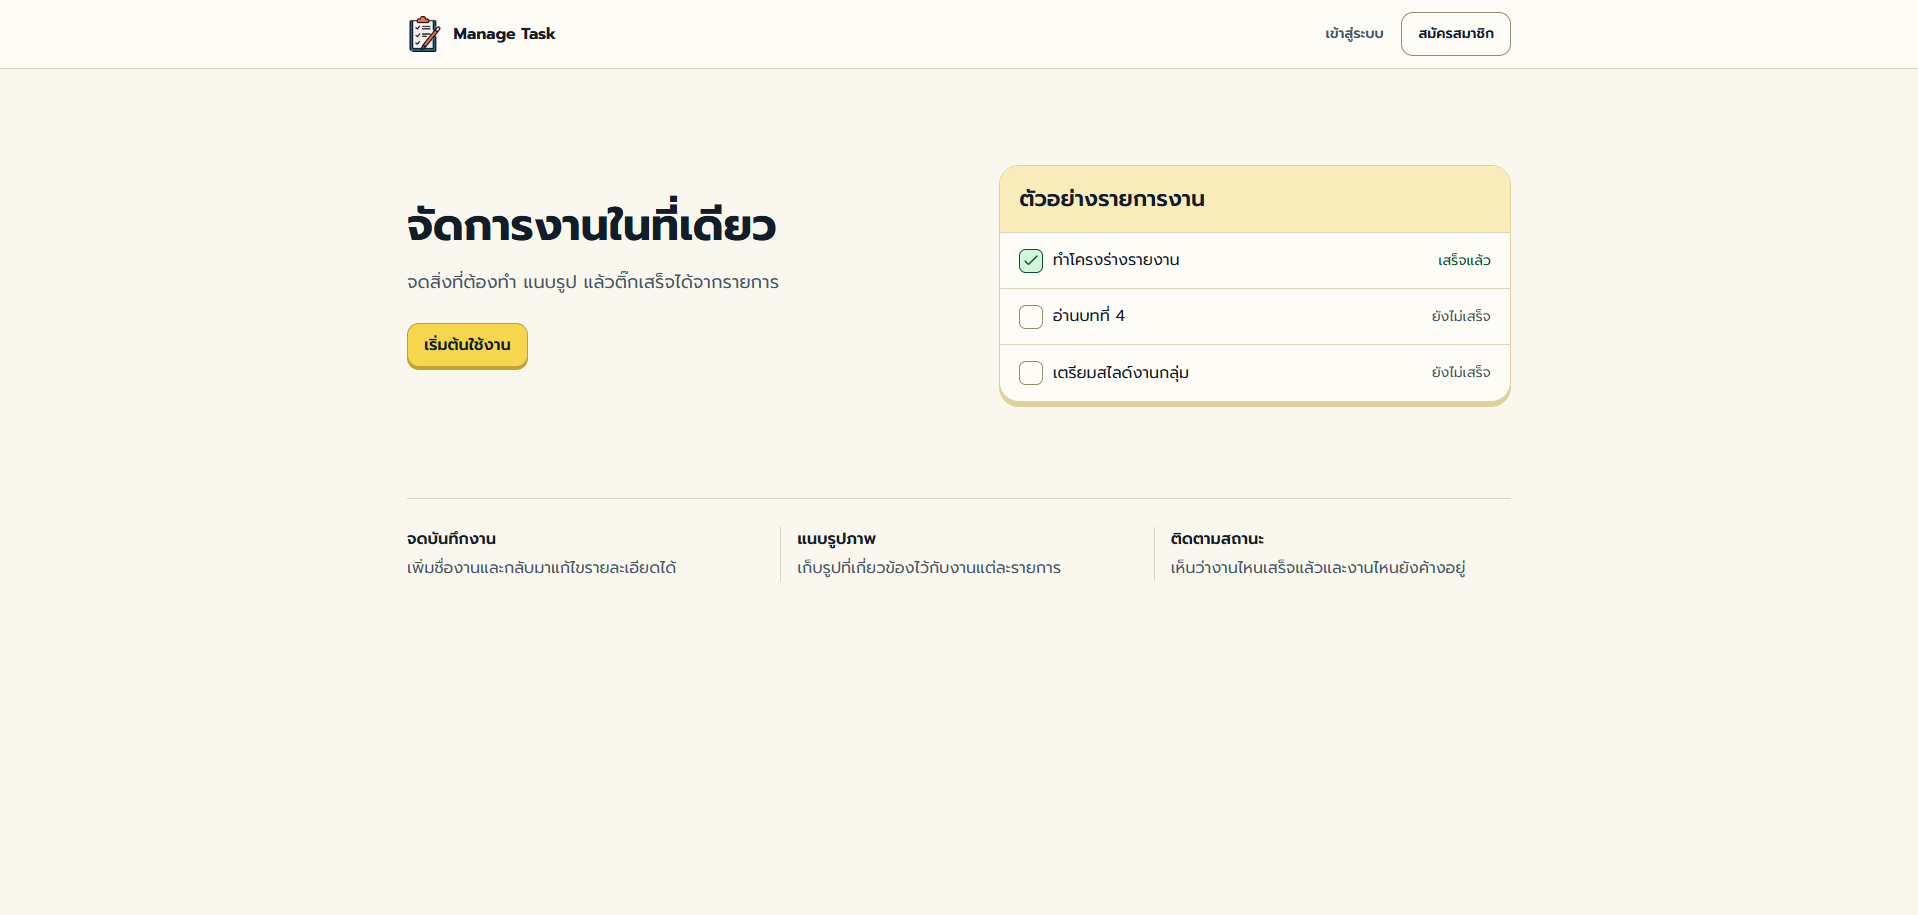 Manage Task
เข้าสู่ระบบ
สมัครสมาชิก
จัดการงานในที่เดียว
จดสิ่งที่ต้องทำ แนบรูป แล้วติ๊กเสร็จได้จากรายการ
เริ่มต้นใช้งาน
ตัวอย่างรายการงาน
ทำโครงร่างรายงาน
เสร็จแล้ว
อ่านบทที่ 4
ยังไม่เสร็จ
เตรียมสไลด์งานกลุ่ม
ยังไม่เสร็จ
จดบันทึกงาน
เพิ่มชื่องานและกลับมาแก้ไขรายละเอียดได้
แนบรูปภาพ
เก็บรูปที่เกี่ยวข้องไว้กับงานแต่ละรายการ
ติดตามสถานะ
เห็นว่างานไหนเสร็จแล้วและงานไหนยังค้างอยู่